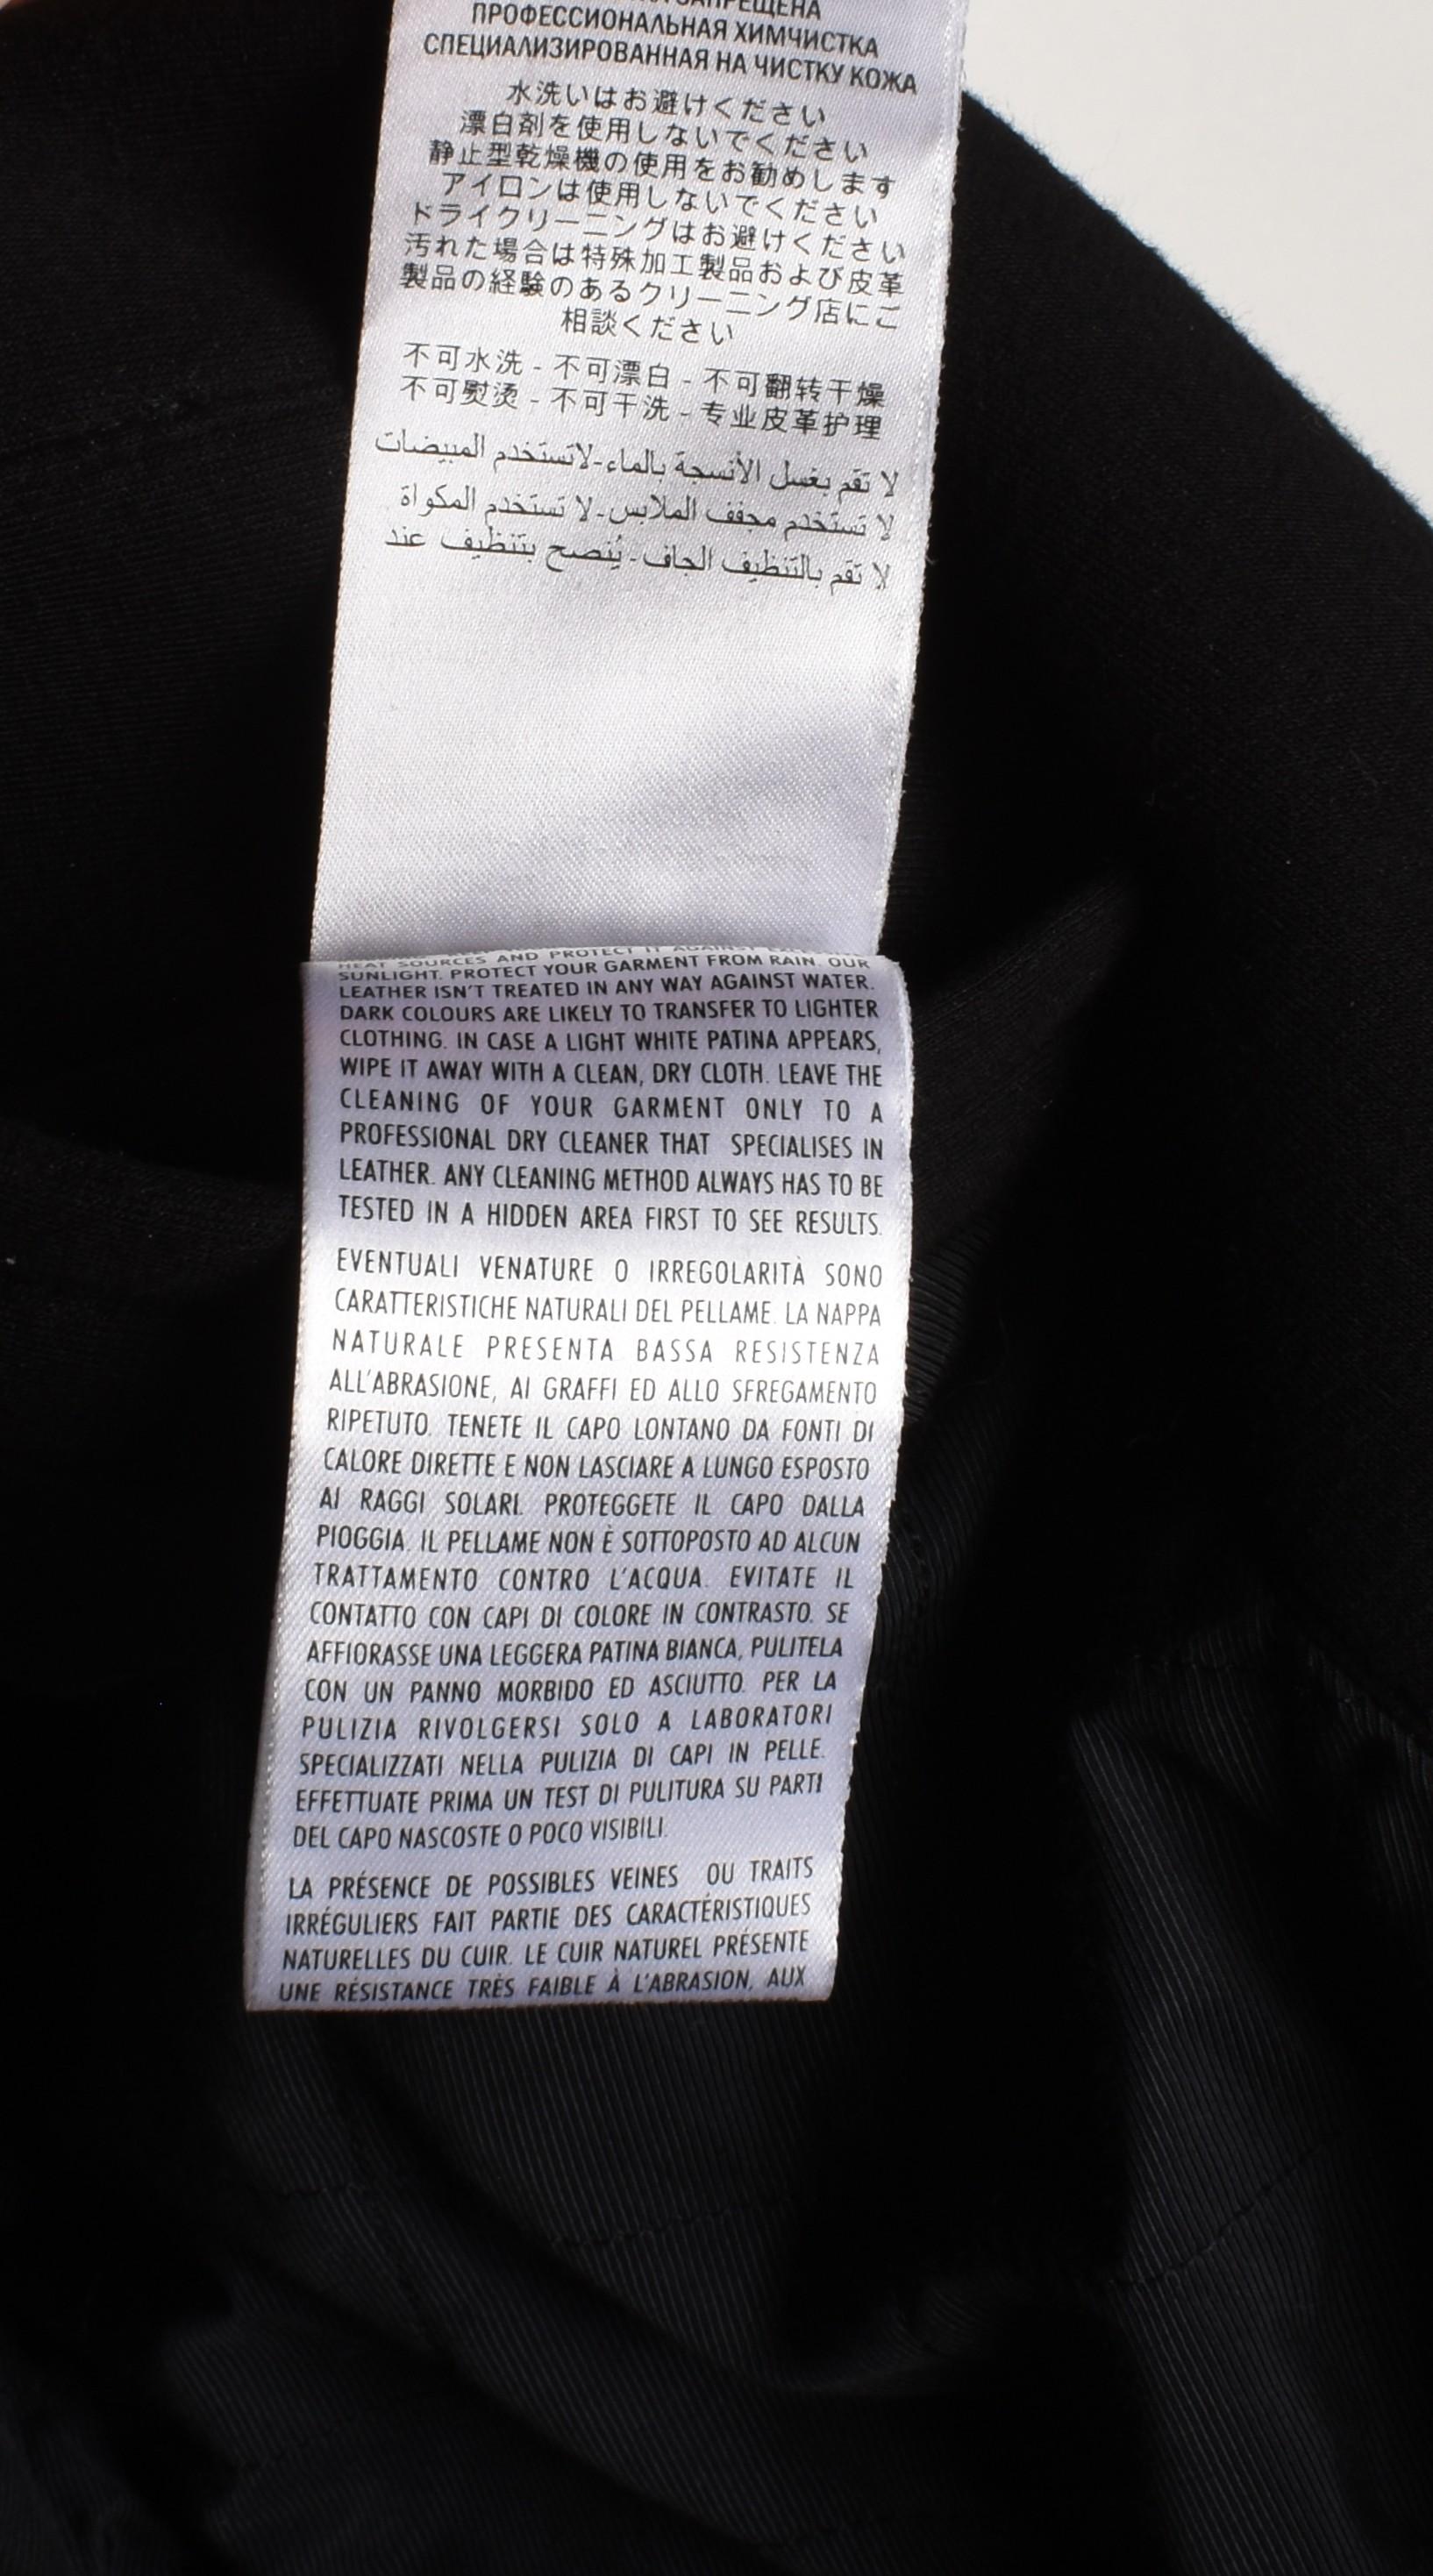 ПРОФЕССИОНАЛЬНАЯ ХИМЧИСТКА
СПЕЦИАЛИЗИРОВАННАЯ НА ЧИСТКУ КОЖА
水洗いはお避けください
漂白剤を使用しないでください
静止型乾燥機の使用をお勧めします
アイロンは使用しないでください
ドライクリーニングはお避けください
汚れた場合は特殊加工製品および皮革
製品の経験のあるクリーニング店にご
相談ください
不可水洗 - 不可漂白 - 不可翻转干燥
不可熨烫 - 不可干洗 - 专业皮革护理
لا تقم بغسل الأنسجة بالماء-لاتستخدم المبيضات
لا تستخدم مجفف الملابس-لا تستخدم المكواة
لا تقم بالتنظيف الجاف- يُنصح بتنظيف عند
HEAT SOURCES AND PROTECT IT AGAINST
SUNLIGHT. PROTECT YOUR GARMENT FROM RAIN. OUR
LEATHER ISN'T TREATED IN ANY WAY AGAINST WATER.
DARK COLOURS ARE LIKELY TO TRANSFER TO LIGHTER
CLOTHING. IN CASE A LIGHT WHITE PATINA APPEARS,
WIPE IT AWAY WITH A CLEAN, DRY CLOTH. LEAVE THE
CLEANING OF YOUR GARMENT ONLY TO A
PROFESSIONAL DRY CLEANER THAT SPECIALISES IN
LEATHER. ANY CLEANING METHOD ALWAYS HAS TO BE
TESTED IN A HIDDEN AREA FIRST TO SEE RESULTS.
EVENTUALI VENATURE O IRREGOLARITÀ SONO
CARATTERISTICHE NATURALI DEL PELLAME. LA NAPPA
NATURALE PRESENTA BASSA RESISTENZA
ALL'ABRASIONE, AI GRAFFI ED ALLO SFREGAMENTO
RIPETUTO. TENETE IL CAPO LONTANO DA FONTI DI
CALORE DIRETTE E NON LASCIARE A LUNGO ESPOSTO
AI RAGGI SOLARI. PROTEGGETE IL CAPO DALLA
PIOGGIA. IL PELLAME NON È SOTTOPOSTO AD ALCUN
TRATTAMENTO CONTRO L'ACQUA. EVITATE IL
CONTATTO CON CAPI DI COLORE IN CONTRASTO. SE
AFFIORASSE UNA LEGGERA PATINA BIANCA, PULITELA
CON UN PANNO MORBIDO ED ASCIUTTO. PER LA
PULIZIA RIVOLGERSI SOLO A LABORATORI
SPECIALIZZATI NELLA PULIZIA DI CAPI IN PELLE.
EFFETTUATE PRIMA UN TEST DI PULITURA SU PARTI
DEL CAPO NASCOSTE O POCO VISIBILI.
LA PRÉSENCE DE POSSIBLES VEINES OU TRAITS
IRRÉGULIERS FAIT PARTIE DES CARACTÉRISTIQUES
NATURELLES DU CUIR. LE CUIR NATUREL PRÉSENTE
UNE RÉSISTANCE TRÈS FAIBLE À L'ABRASION, AUX